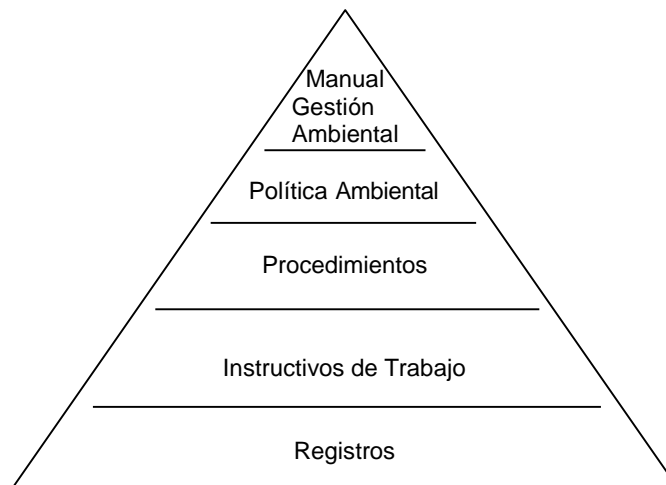 Manual
Gestión
Ambiental
Política Ambiental
Procedimientos
Instructivos de Trabajo
Registros